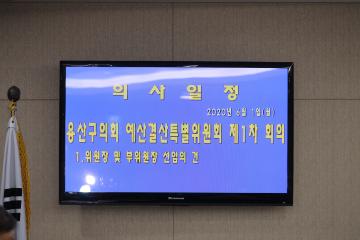 의 사 일 정
2020년 6월 1일(월)
용산구의회 예산결산특별위원회 제1차 회의
1. 위원장 및 부위원장 선임의 건